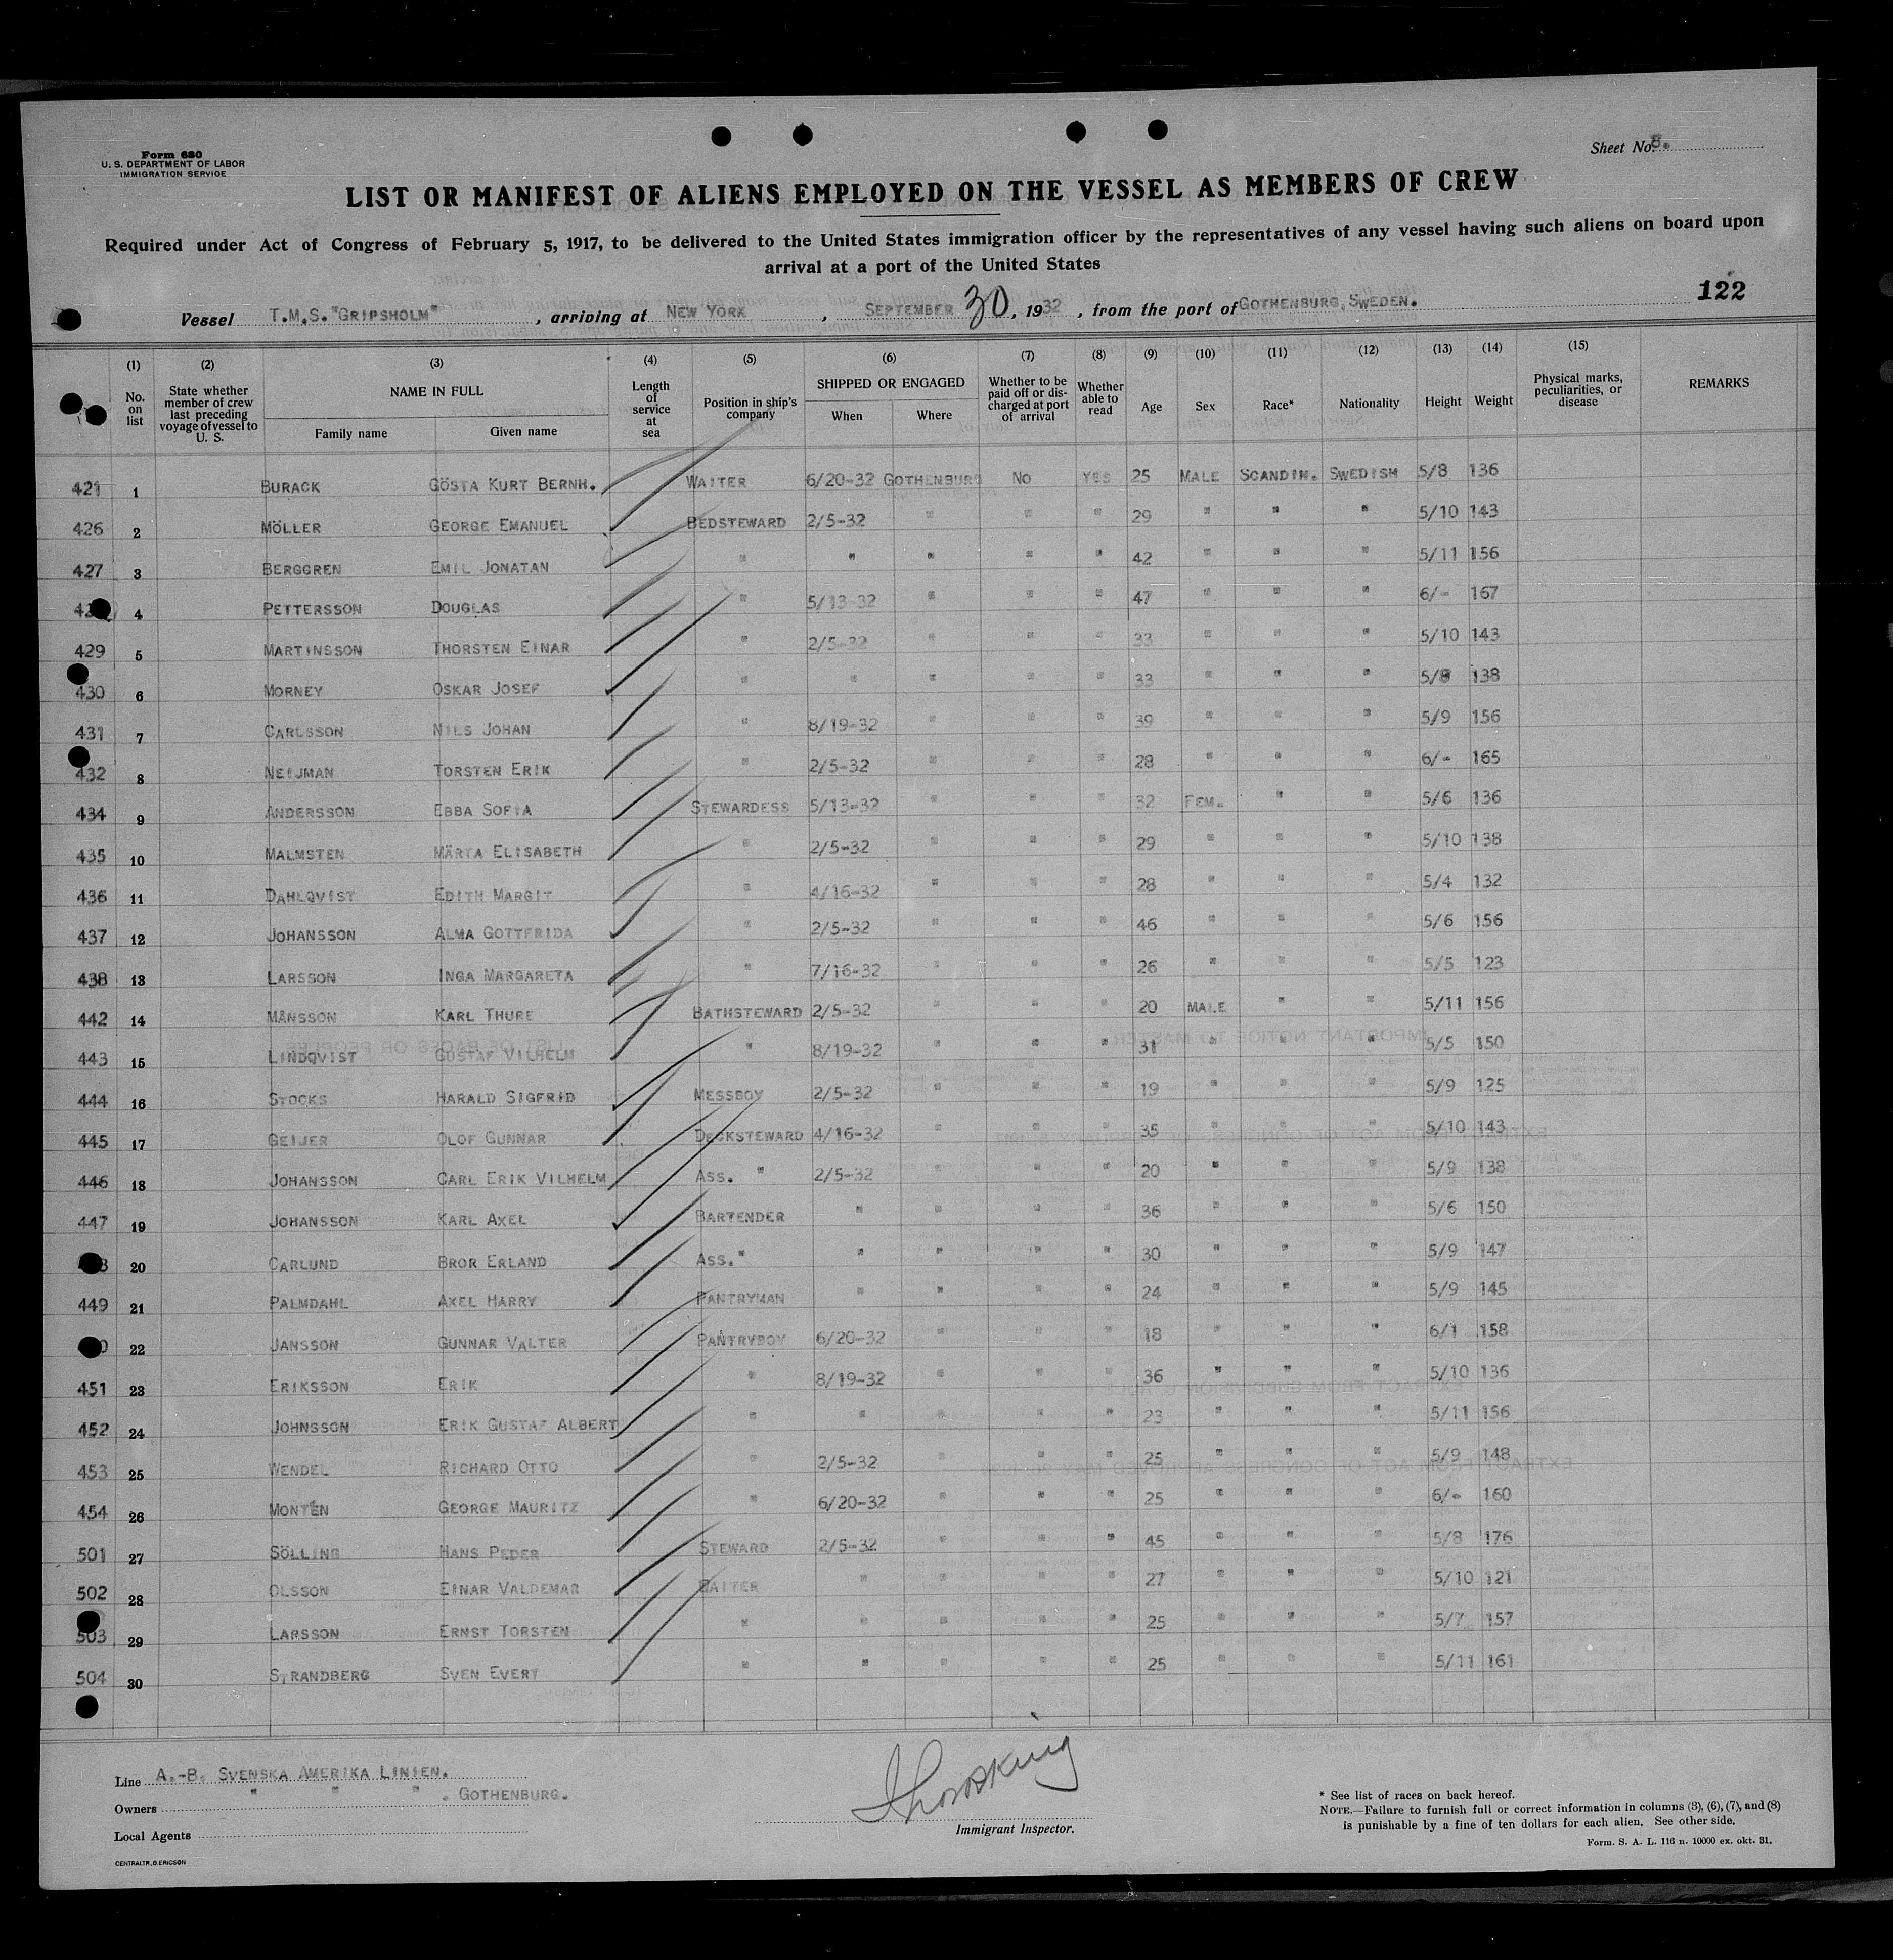 Form 680
U. S. DEPARTMENT OF LABOR
IMMIGRATION SERVICE
Sheet No. 8.
LIST OR MANIFEST OF ALIENS EMPLOYED ON THE VESSEL AS MEMBERS OF CREW
Required under Act of Congress of February 5, 1917, to be delivered to the United States immigration officer by the representatives of any vessel having such aliens on board upon
arrival at a port of the United States
122
Vessel T.M.S. "GRIPSHOLM", arriving at NEW YORK, SEPTEMBER 30, 1932, from the port of GOTHENBURG, SWEDEN.
(1) (2) (3) (4) (5) (6) (7) (8) (9) (10) (11) (12) (13) (14) (15)
No. on list | State whether member of crew last preceding voyage of vessel to U. S. | NAME IN FULL | Length of service at sea | Position in ship's company | SHIPPED OR ENGAGED | Whether to be paid off or discharged at port of arrival | Whether able to read | Age | Sex | Race* | Nationality | Height | Weight | Physical marks, peculiarities, or disease | REMARKS
Family name | Given name | When | Where
421 1 BURACK GÖSTA KURT BERNH. WAITER 6/20-32 GOTHENBURG NO YES 25 MALE SCANDIN. SWEDISH 5/8 136
426 2 MÖLLER GEORGE EMANUEL BEDSTEWARD 2/5-32 " " " 29 " " " 5/10 143
427 3 BERGGREN EMIL JONATAN " " " " " 42 " " " 5/11 156
4 PETTERSSON DOUGLAS " 5/13-32 " " " 47 " " " 6/- 167
429 5 MARTINSSON THORSTEN EINAR " 2/5-32 " " " 33 " " " 5/10 143
430 6 MORNEY OSKAR JOSEF " " " " " 33 " " " 5/8 138
431 7 CARLSSON NILS JOHAN " 8/19-32 " " " 39 " " " 5/9 156
432 8 NEIJMAN TORSTEN ERIK " 2/5-32 " " " 28 " " " 6/- 165
434 9 ANDERSSON EBBA SOFIA STEWARDESS 5/13-32 " " " 32 FEM. " " 5/6 136
435 10 MALMSTEN MÄRTA ELISABETH " 2/5-32 " " " 29 " " " 5/10 138
436 11 DAHLQVIST EDITH MARGIT " 4/16-32 " " " 28 " " " 5/4 132
437 12 JOHANSSON ALMA GOTTFRIDA " 2/5-32 " " " 46 " " " 5/6 156
438 13 LARSSON INGA MARGARETA " 7/16-32 " " " 26 " " " 5/5 123
442 14 MÅNSSON KARL THURE BATHSTEWARD 2/5-32 " " " 20 MALE " " 5/11 156
443 15 LINDQVIST GUSTAF VILHELM " 8/19-32 " " " 31 " " " 5/5 150
444 16 STOCKS HARALD SIGFRID MESSBOY 2/5-32 " " " 19 " " " 5/9 125
445 17 GEIJER OLOF GUNNAR DECKSTEWARD 4/16-32 " " " 35 " " " 5/10 143
446 18 JOHANSSON CARL ERIK VILHELM ASS. " 2/5-32 " " " 20 " " " 5/9 138
447 19 JOHANSSON KARL AXEL BARTENDER " " " " 36 " " " 5/6 150
20 CARLUND BROR ERLAND ASS." " " " " 30 " " " 5/9 147
449 21 PALMDAHL AXEL HARRY PANTRYMAN " " " " 24 " " " 5/9 145
22 JANSSON GUNNAR VALTER PANTRYBOY 6/20-32 " " " 18 " " " 6/1 158
451 23 ERIKSSON ERIK " 8/19-32 " " " 36 " " " 5/10 136
452 24 JOHNSSON ERIK GUSTAF ALBERT " " " " " 23 " " " 5/11 156
453 25 WENDEL RICHARD OTTO " 2/5-32 " " " 25 " " " 5/9 148
454 26 MONTÉN GEORGE MAURITZ " 6/20-32 " " " 25 " " " 6/- 160
501 27 SÖLLING HANS PEDER STEWARD 2/5-32 " " " 45 " " " 5/8 176
502 28 OLSSON EINAR VALDEMAR WAITER " " " " 27 " " " 5/10 121
503 29 LARSSON ERNST TORSTEN " " " " " 25 " " " 5/7 157
504 30 STRANDBERG SVEN EVERT " " " " " 25 " " " 5/11 161
Line A.-B. SVENSKA AMERIKA LINIEN.
Owners " " " . GOTHENBURG.
Local Agents
CENTRALTR., G. ERICSON
Immigrant Inspector.
* See list of races on back hereof.
NOTE.—Failure to furnish full or correct information in columns (3), (6), (7), and (8)
is punishable by a fine of ten dollars for each alien. See other side.
Form. S. A. L. 116 n. 10000 ex. okt. 31.